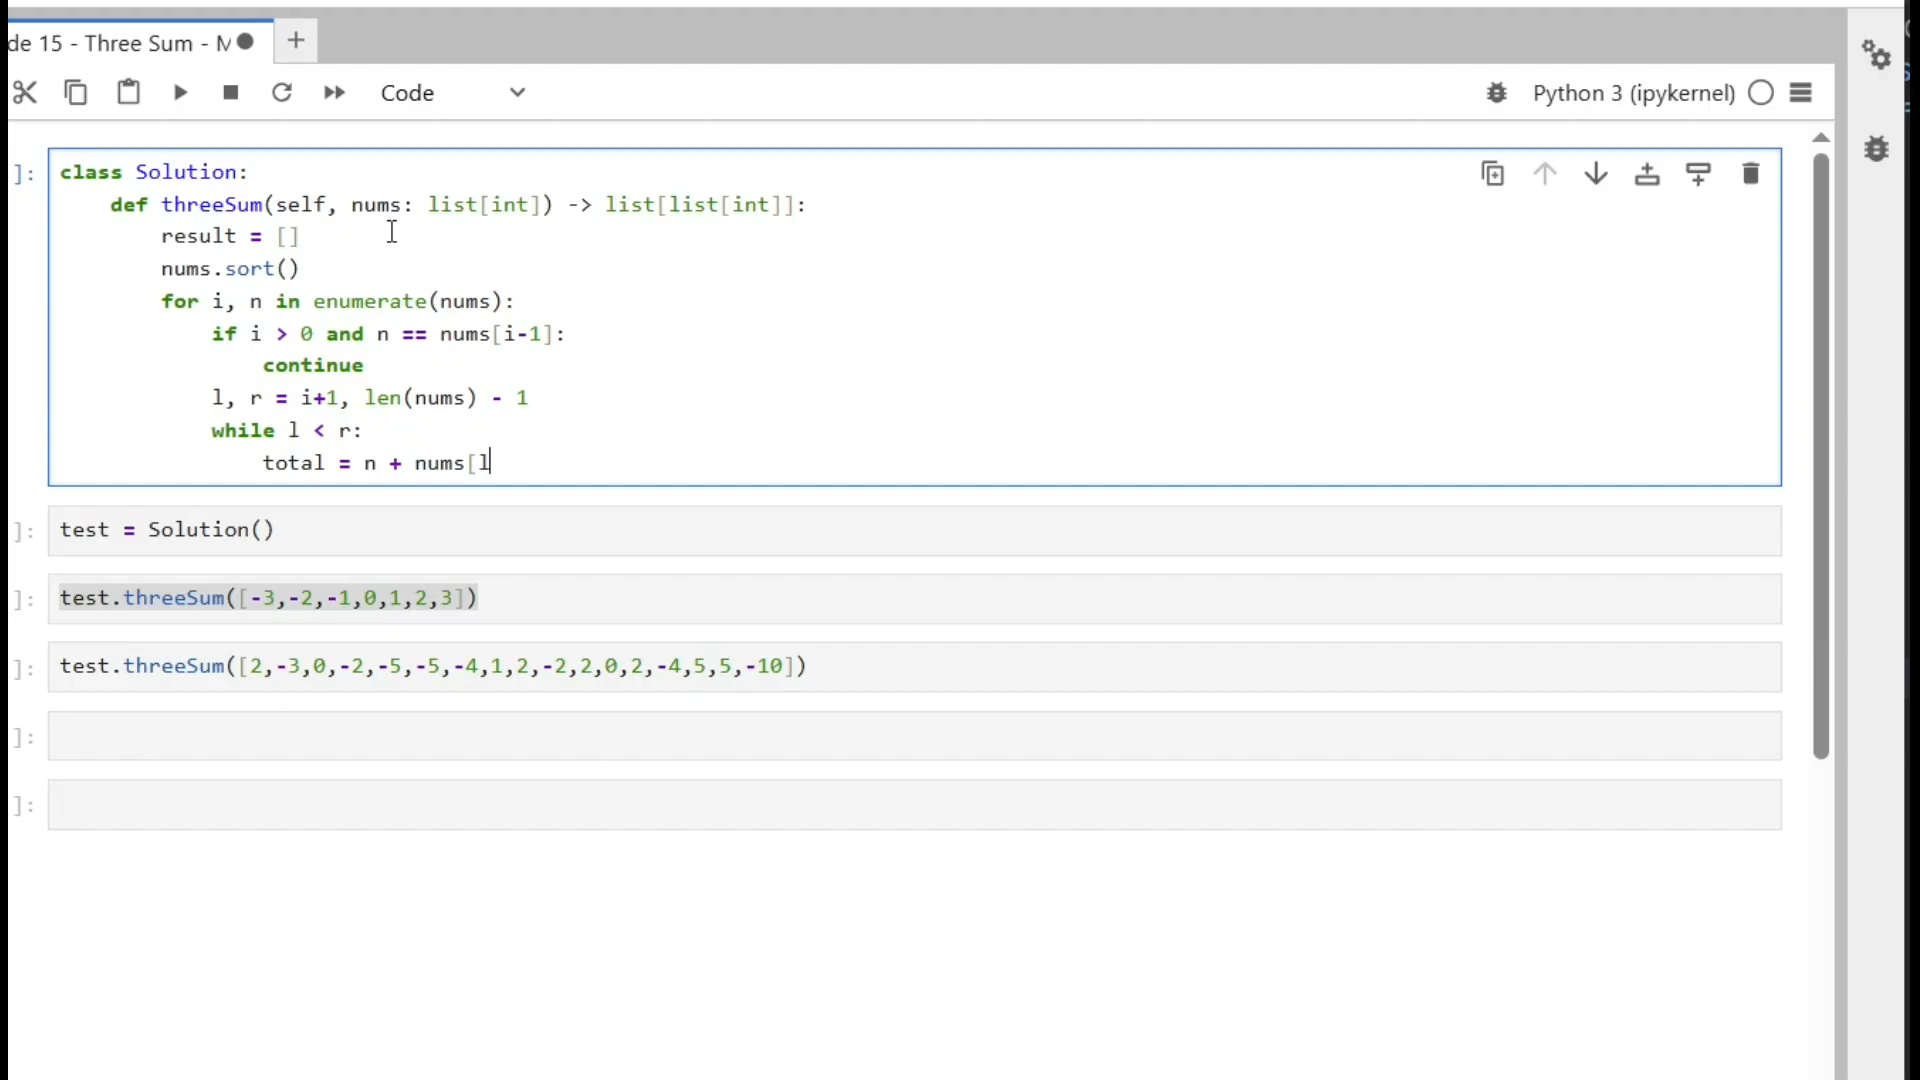 de 15 - Three Sum - M
Code
Python 3 (ipykernel)
]:
class Solution:
    def threeSum(self, nums: list[int]) -> list[list[int]]:
        result = []
        nums.sort()
        for i, n in enumerate(nums):
            if i > 0 and n == nums[i-1]:
                continue
            l, r = i+1, len(nums) - 1
            while l < r:
                total = n + nums[l
]: test = Solution()
]: test.threeSum([-3,-2,-1,0,1,2,3])
]: test.threeSum([2,-3,0,-2,-5,-5,-4,1,2,-2,2,0,2,-4,5,5,-10])
]:
]: